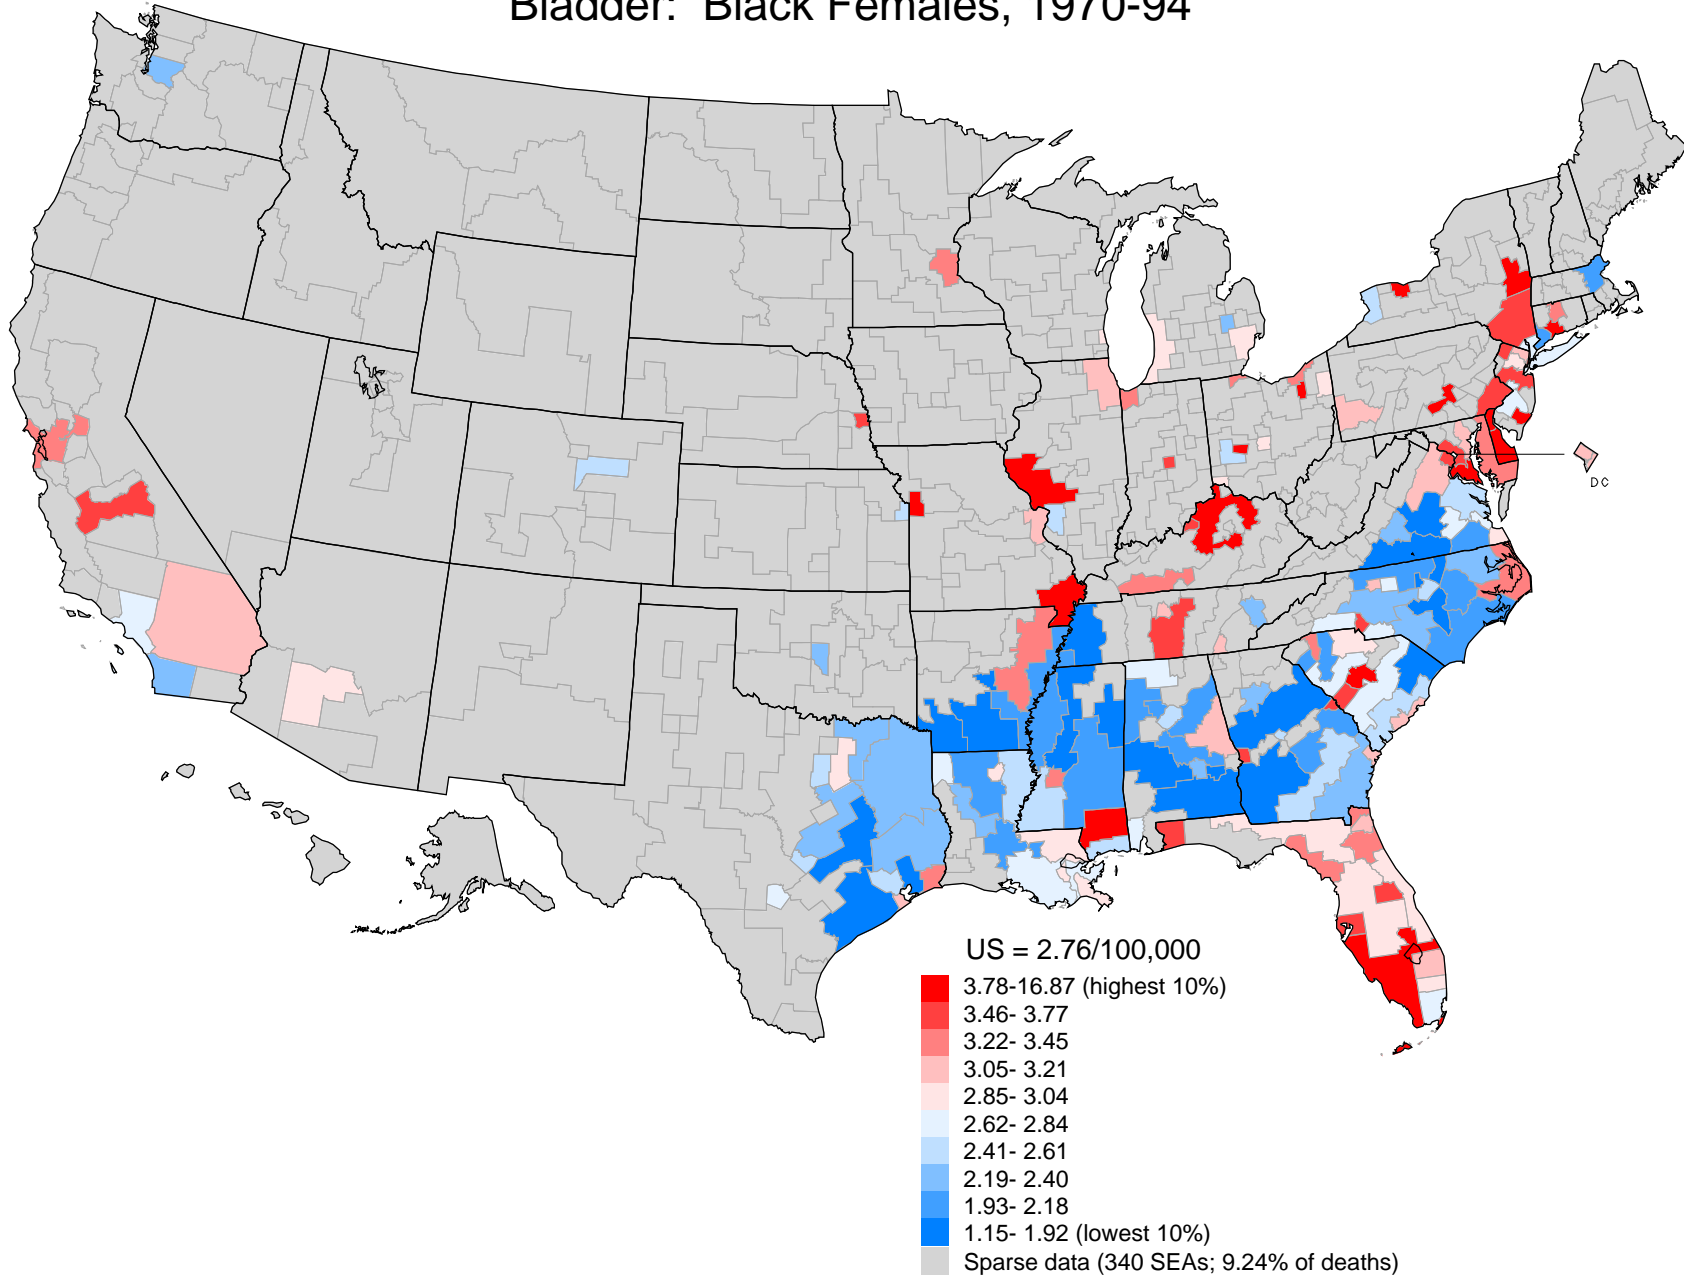 Bladder: Black Females, 1970-94
DC
US = 2.76/100,000
3.78-16.87 (highest 10%)
3.46- 3.77
3.22- 3.45
3.05- 3.21
2.85- 3.04
2.62- 2.84
2.41- 2.61
2.19- 2.40
1.93- 2.18
1.15- 1.92 (lowest 10%)
Sparse data (340 SEAs; 9.24% of deaths)